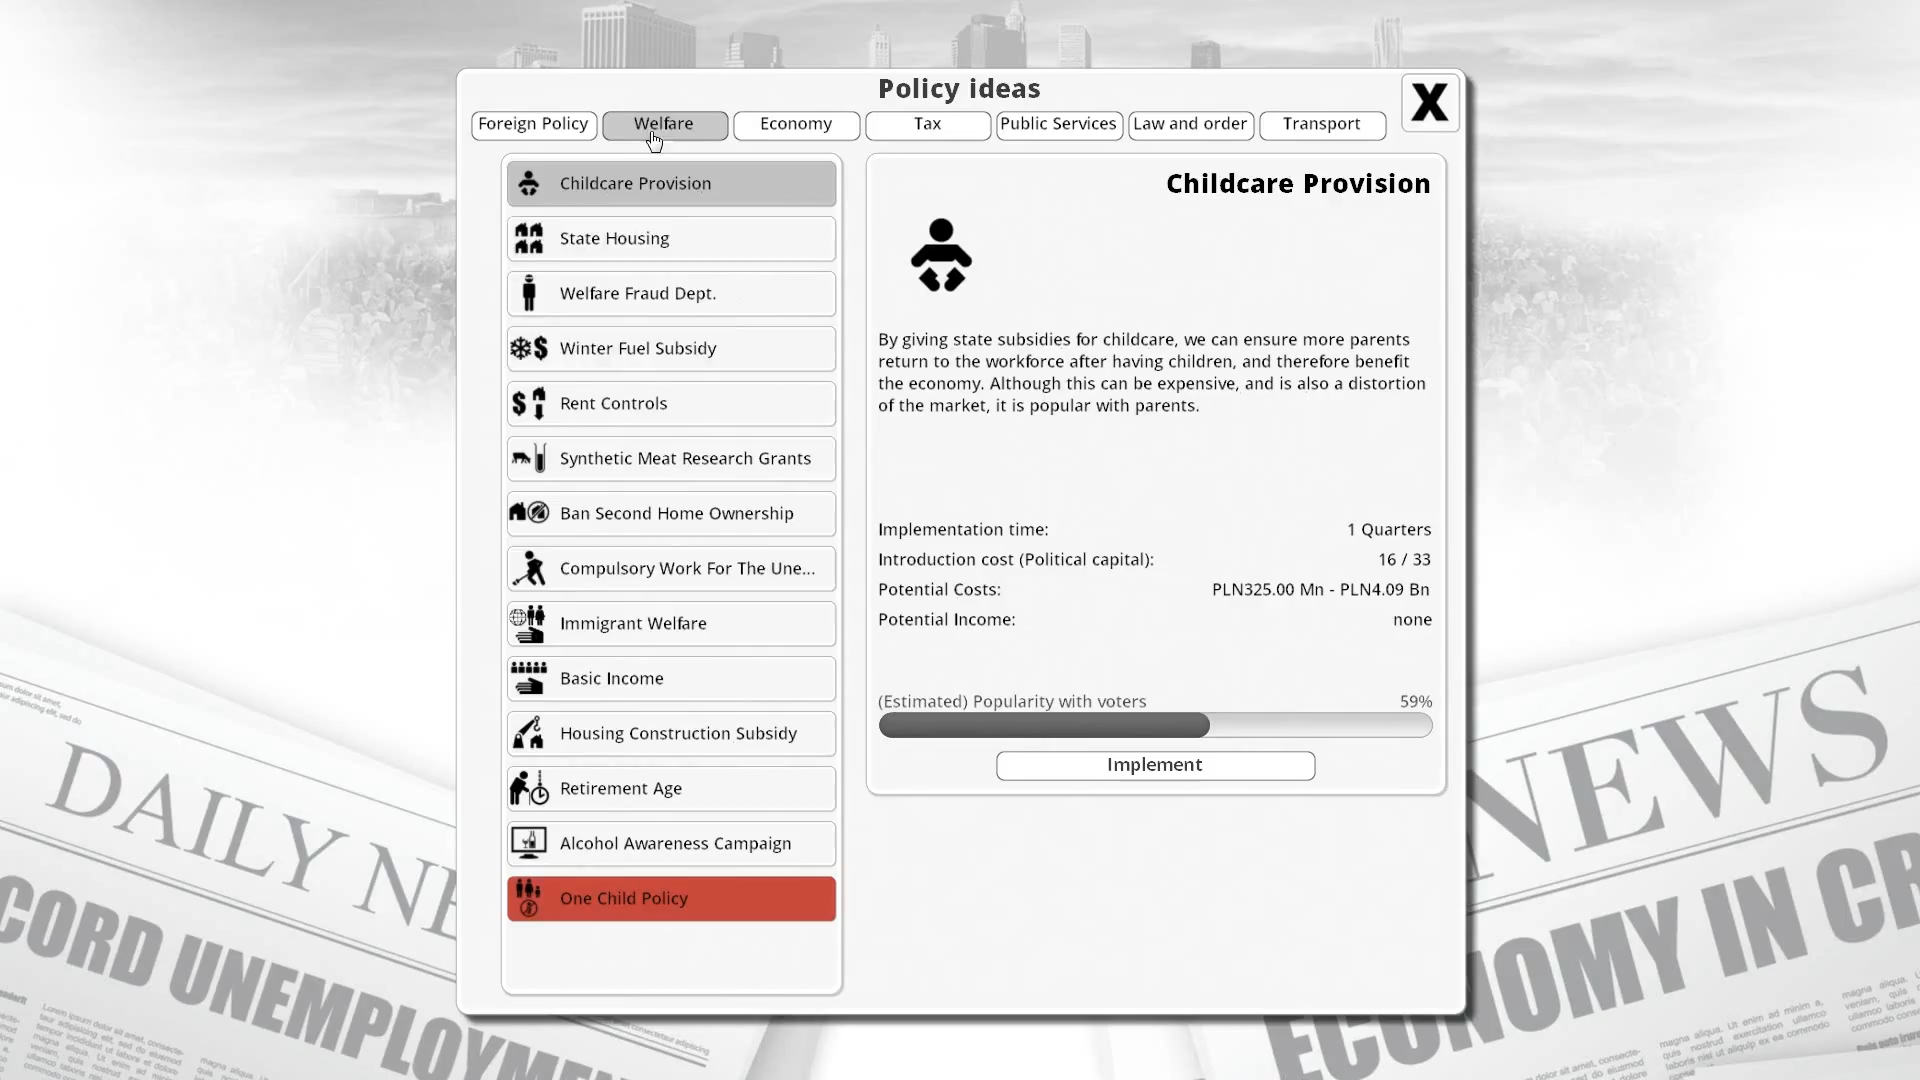 Policy ideas
X
Foreign Policy
Welfare
Economy
Tax
Public Services
Law and order
Transport
Childcare Provision
State Housing
Welfare Fraud Dept.
Winter Fuel Subsidy
Rent Controls
Synthetic Meat Research Grants
Ban Second Home Ownership
Compulsory Work For The Une...
Immigrant Welfare
Basic Income
Housing Construction Subsidy
Retirement Age
Alcohol Awareness Campaign
One Child Policy
Childcare Provision
By giving state subsidies for childcare, we can ensure more parents
return to the workforce after having children, and therefore benefit
the economy. Although this can be expensive, and is also a distortion
of the market, it is popular with parents.
Implementation time: 1 Quarters
Introduction cost (Political capital): 16 / 33
Potential Costs: PLN325.00 Mn - PLN4.09 Bn
Potential Income: none
(Estimated) Popularity with voters 59%
Implement
DAILY NE
CORD UNEMPLOYME
NEWS
ECONOMY IN CR